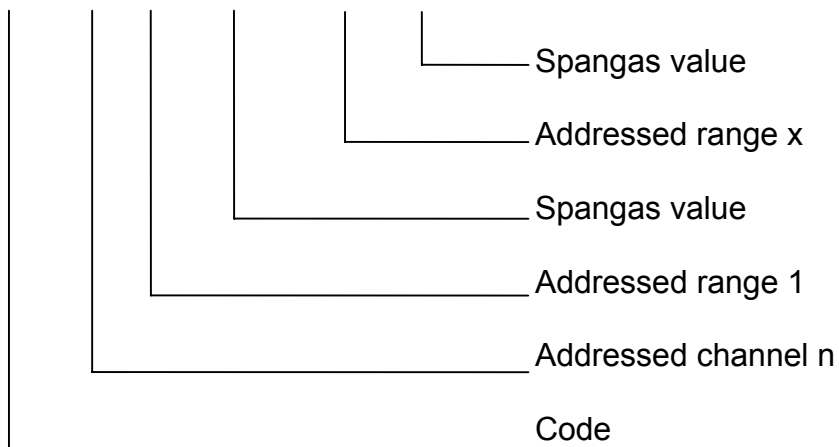 Spangas value
Addressed range x
Spangas value
Addressed range 1
Addressed channel n
Code